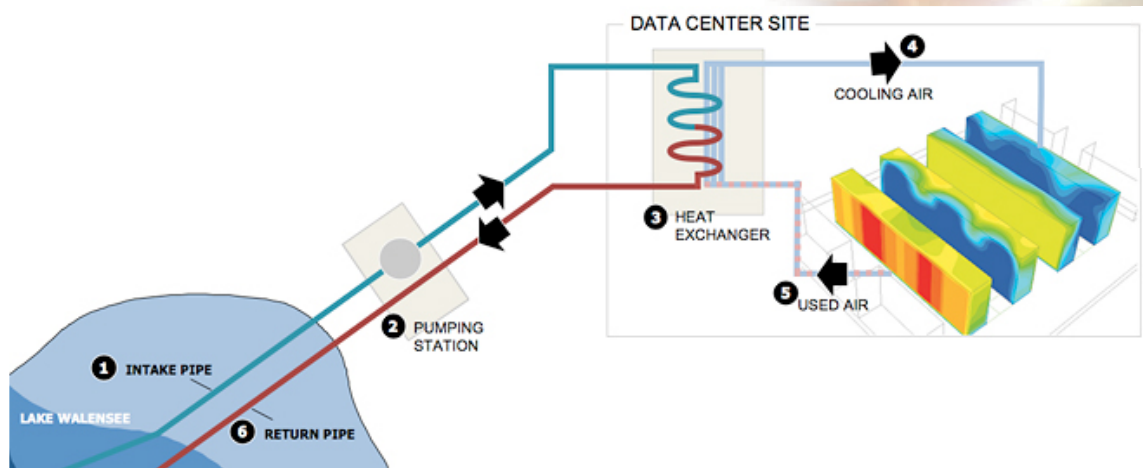 DATA CENTER SITE
4
COOLING AIR
3 HEAT
EXCHANGER
5 USED AIR
2 PUMPING
STATION
1 INTAKE PIPE
LAKE WALENSEE
6 RETURN PIPE